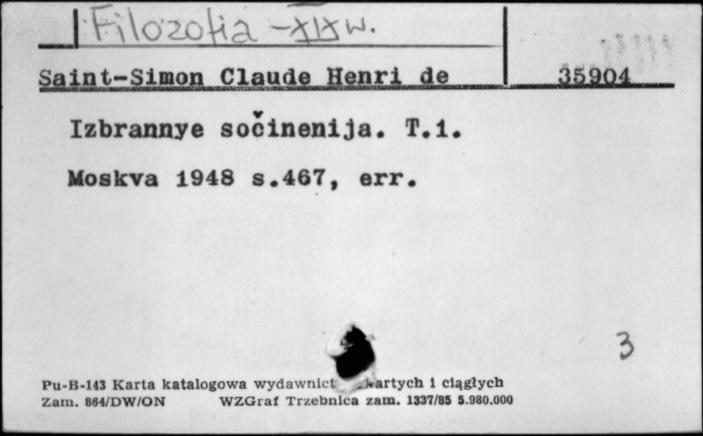 Filozofia - XIX w.
Saint-Simon Claude Henri de 35904
Izbrannye sočinenija. T.1.
Moskva 1948 s.467, err.
3
Pu-B-143 Karta katalogowa wydawnict artych i ciągłych
Zam. 864/DW/ON WZGraf Trzebnica zam. 1337/85 5.980.000